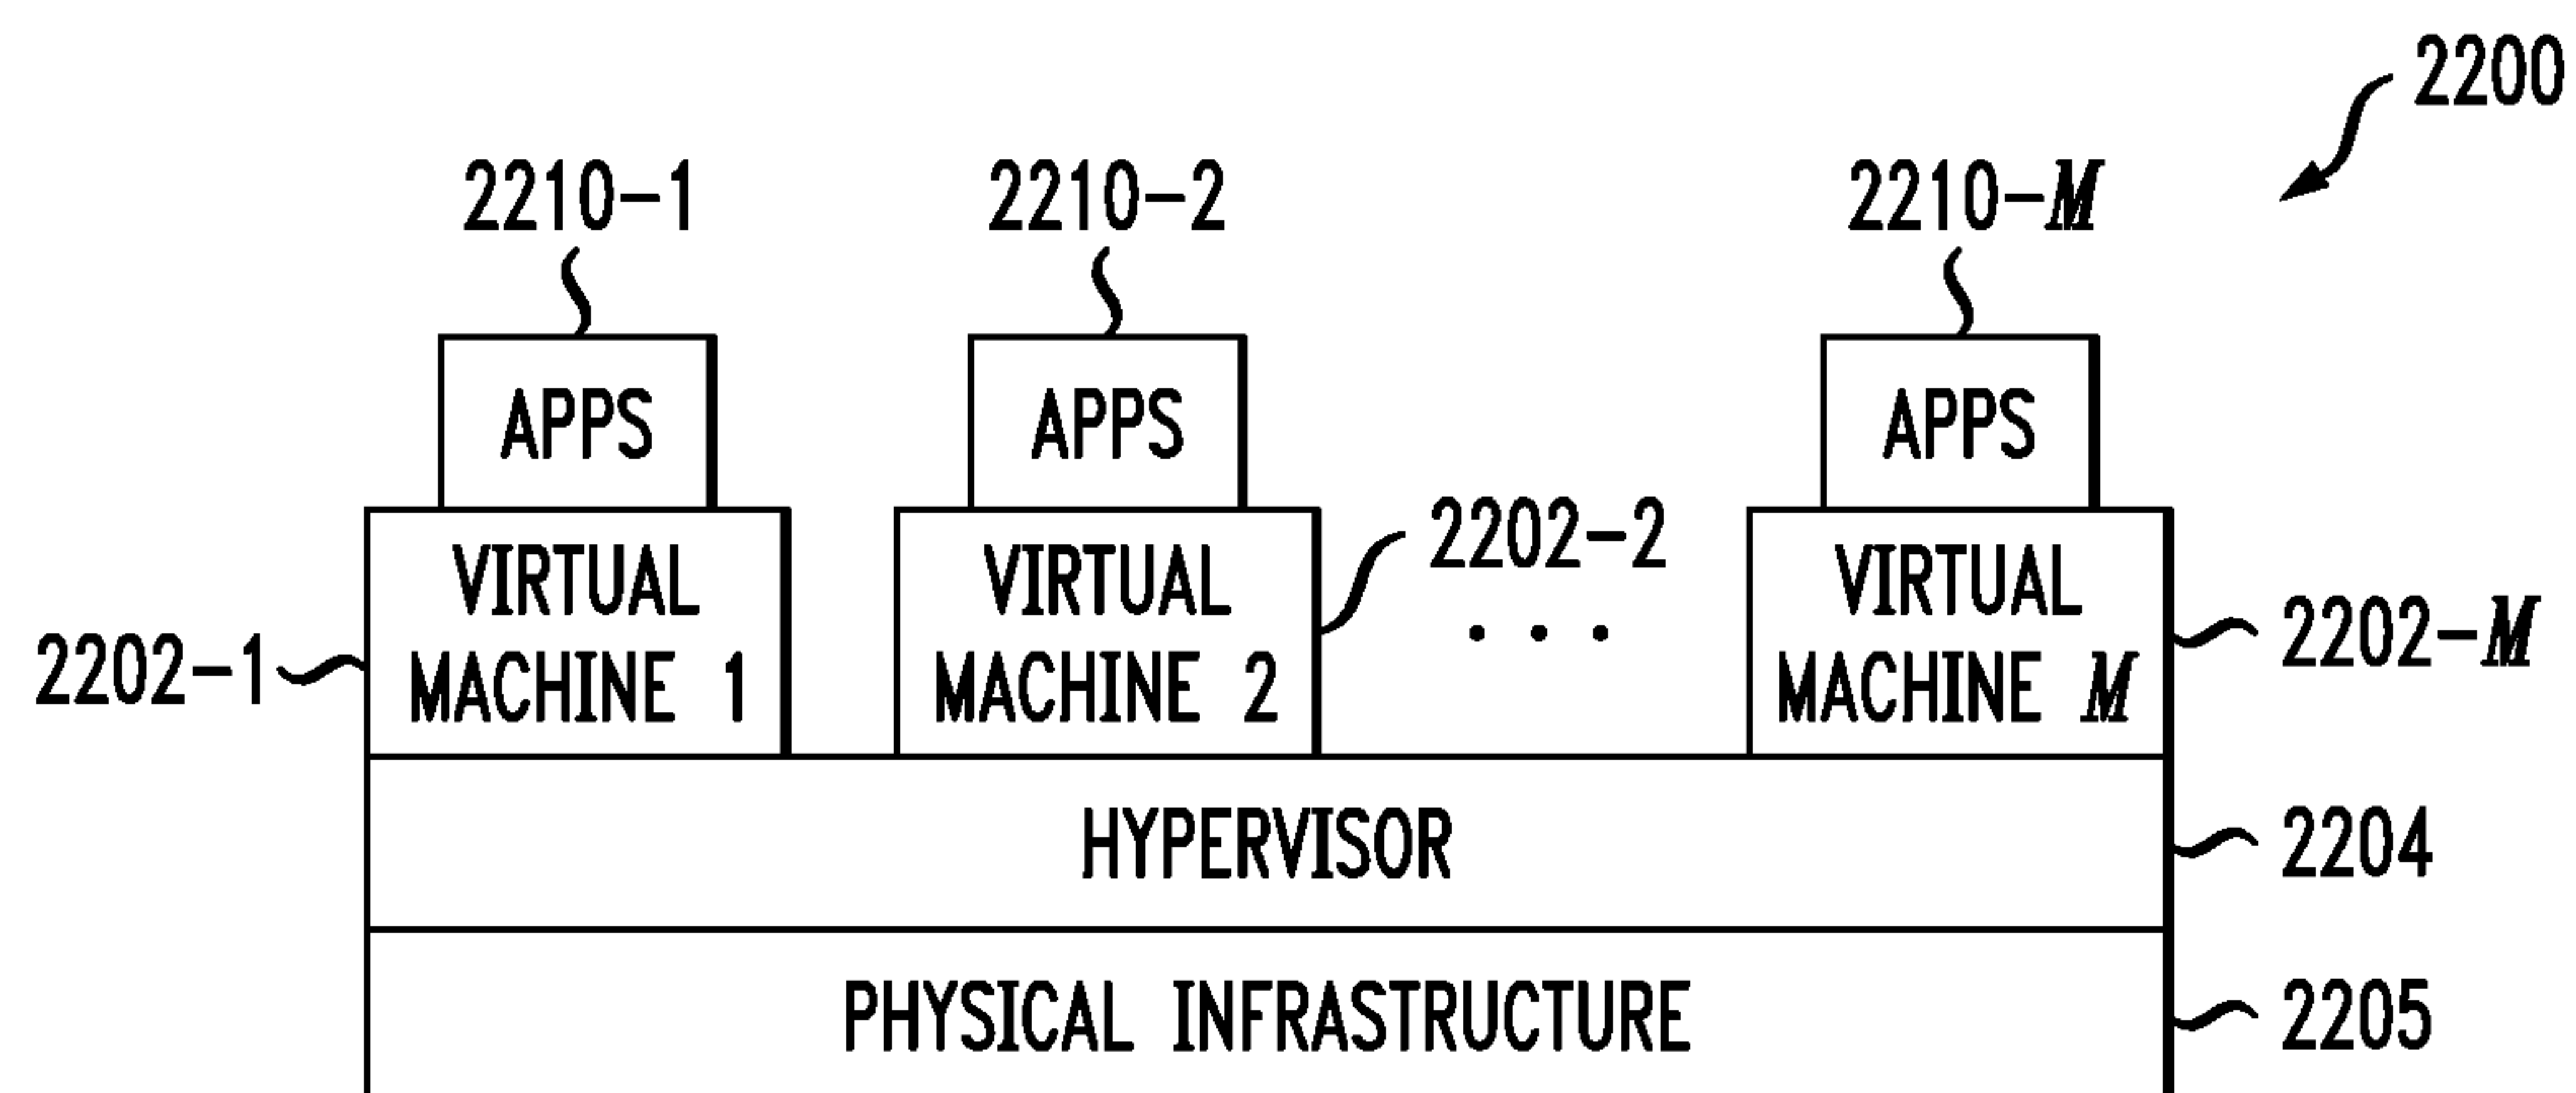 2200
2210-1
2210-2
2210-M
APPS
APPS
APPS
2202-1
VIRTUAL
MACHINE 1
VIRTUAL
MACHINE 2
2202-2
. . .
VIRTUAL
MACHINE M
2202-M
HYPERVISOR
2204
PHYSICAL INFRASTRUCTURE
2205